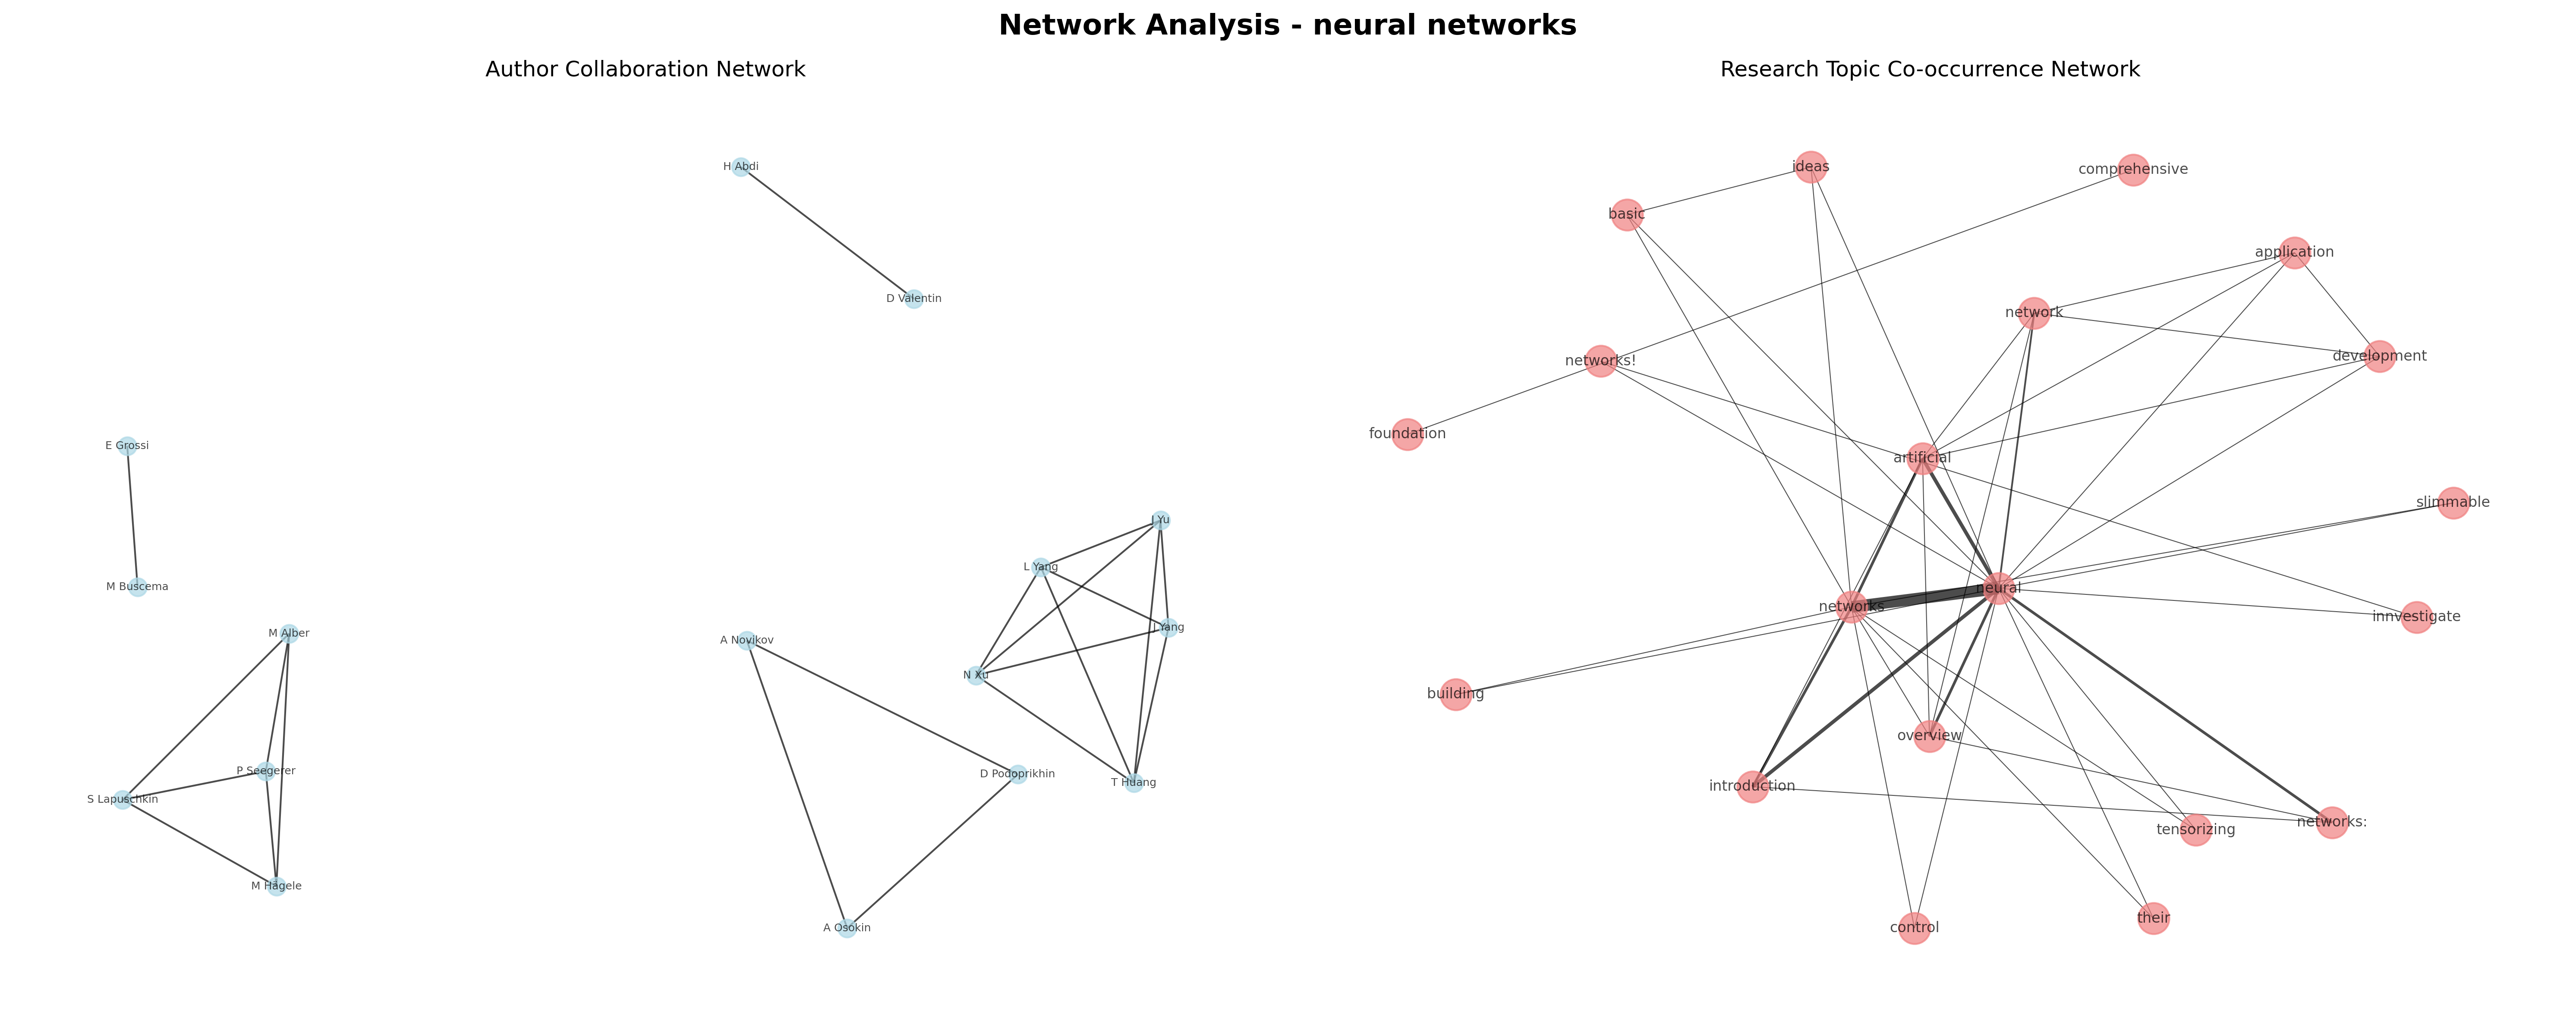 Network Analysis - neural networks
Author Collaboration Network
H Abdi
D Valentin
E Grossi
M Buscema
J Yu
L Yang
J Yang
N Xu
T Huang
A Novikov
D Podoprikhin
A Osokin
M Alber
P Seegerer
S Lapuschkin
M Hägele
Research Topic Co-occurrence Network
ideas
comprehensive
basic
application
network
networks!
development
foundation
artificial
slimmable
neural
networks
innvestigate
building
overview
introduction
networks:
tensorizing
their
control